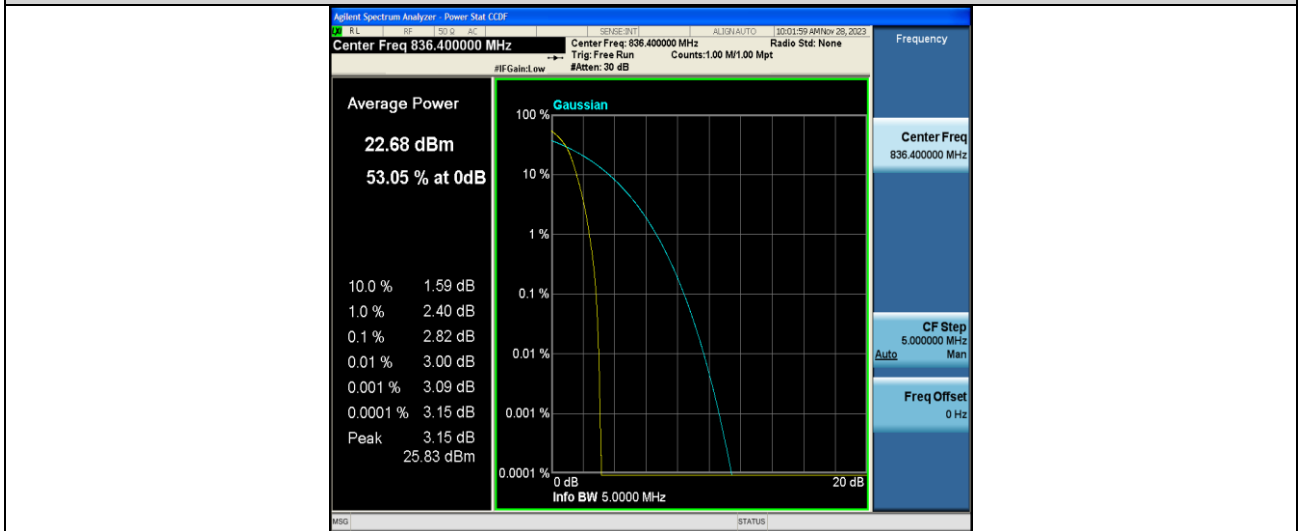 Agilent Spectrum Analyzer - Power Stat CCDF
RL RF 50 Ω AC SENSE:INT ALIGN AUTO 10:01:59 AM Nov 28, 2023
Center Freq 836.400000 MHz
Center Freq: 836.400000 MHz Radio Std: None
Trig: Free Run Counts:1.00 M/1.00 Mpt
#IFGain:Low #Atten: 30 dB
Frequency
Average Power
22.68 dBm
53.05 % at 0dB
10.0 % 1.59 dB
1.0 % 2.40 dB
0.1 % 2.82 dB
0.01 % 3.00 dB
0.001 % 3.09 dB
0.0001 % 3.15 dB
Peak 3.15 dB
25.83 dBm
Gaussian
100 %
10 %
1 %
0.1 %
0.01 %
0.001 %
0.0001 %
0 dB 20 dB
Info BW 5.0000 MHz
Center Freq
836.400000 MHz
CF Step
5.000000 MHz
Auto Man
Freq Offset
0 Hz
MSG STATUS